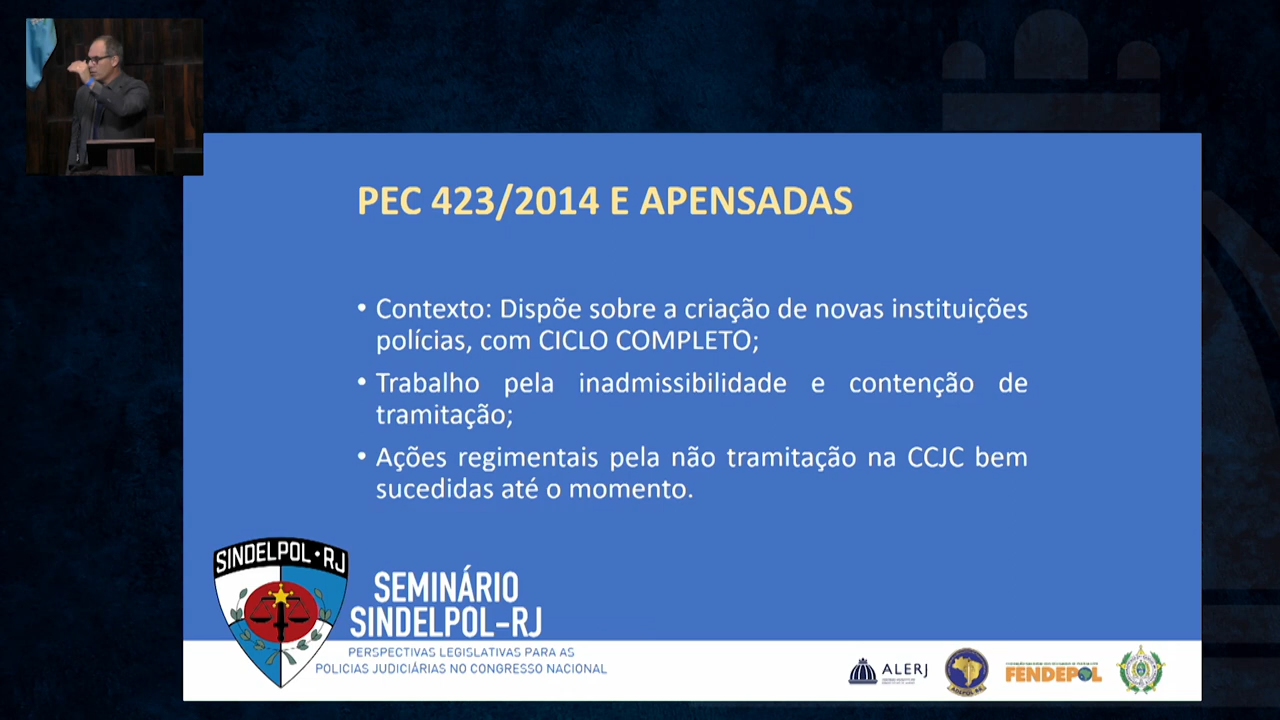 PEC 423/2014 E APENSADAS
• Contexto: Dispõe sobre a criação de novas instituições
polícias, com CICLO COMPLETO;
• Trabalho pela inadmissibilidade e contenção de
tramitação;
• Ações regimentais pela não tramitação na CCJC bem
sucedidas até o momento.
SINDELPOL • RJ
SEMINÁRIO
SINDELPOL-RJ
PERSPECTIVAS LEGISLATIVAS PARA AS
POLICIAS JUDICIÁRIAS NO CONGRESSO NACIONAL
ALERJ
FENDEPOL